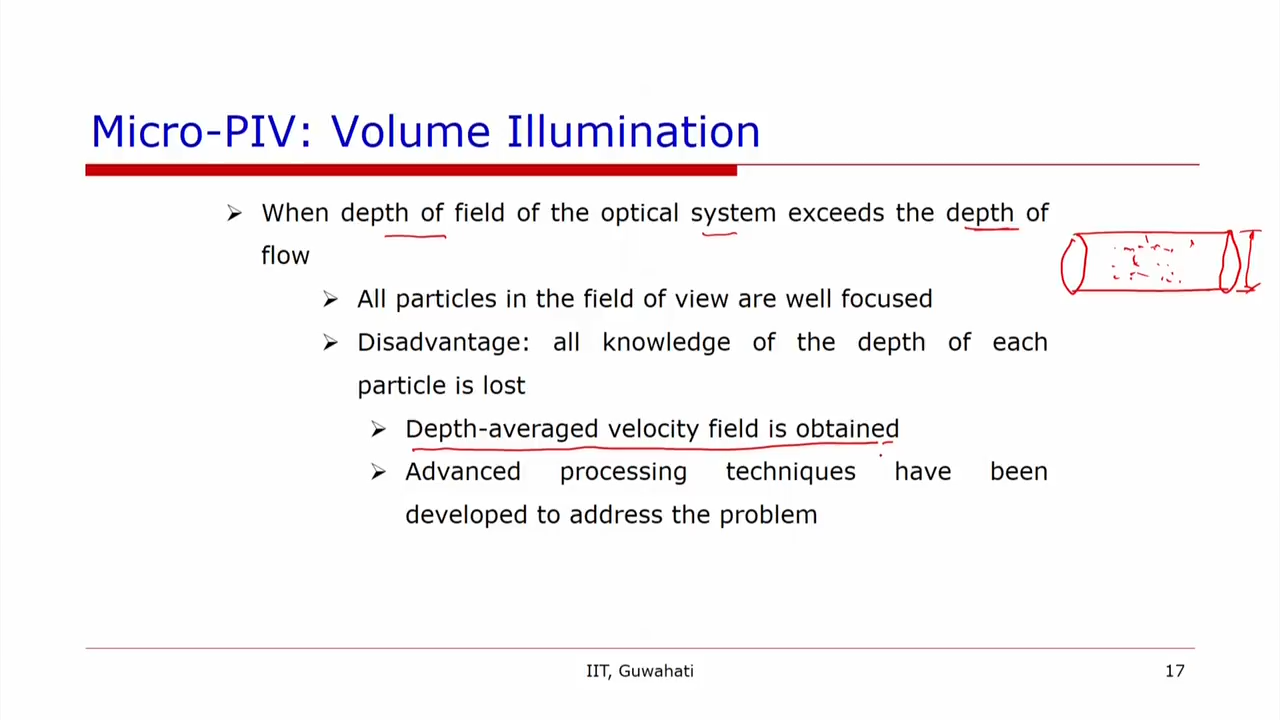 Micro-PIV: Volume Illumination
➢ When depth of field of the optical system exceeds the depth of
flow
➢ All particles in the field of view are well focused
➢ Disadvantage: all knowledge of the depth of each
particle is lost
➢ Depth-averaged velocity field is obtained
➢ Advanced processing techniques have been
developed to address the problem
IIT, Guwahati
17